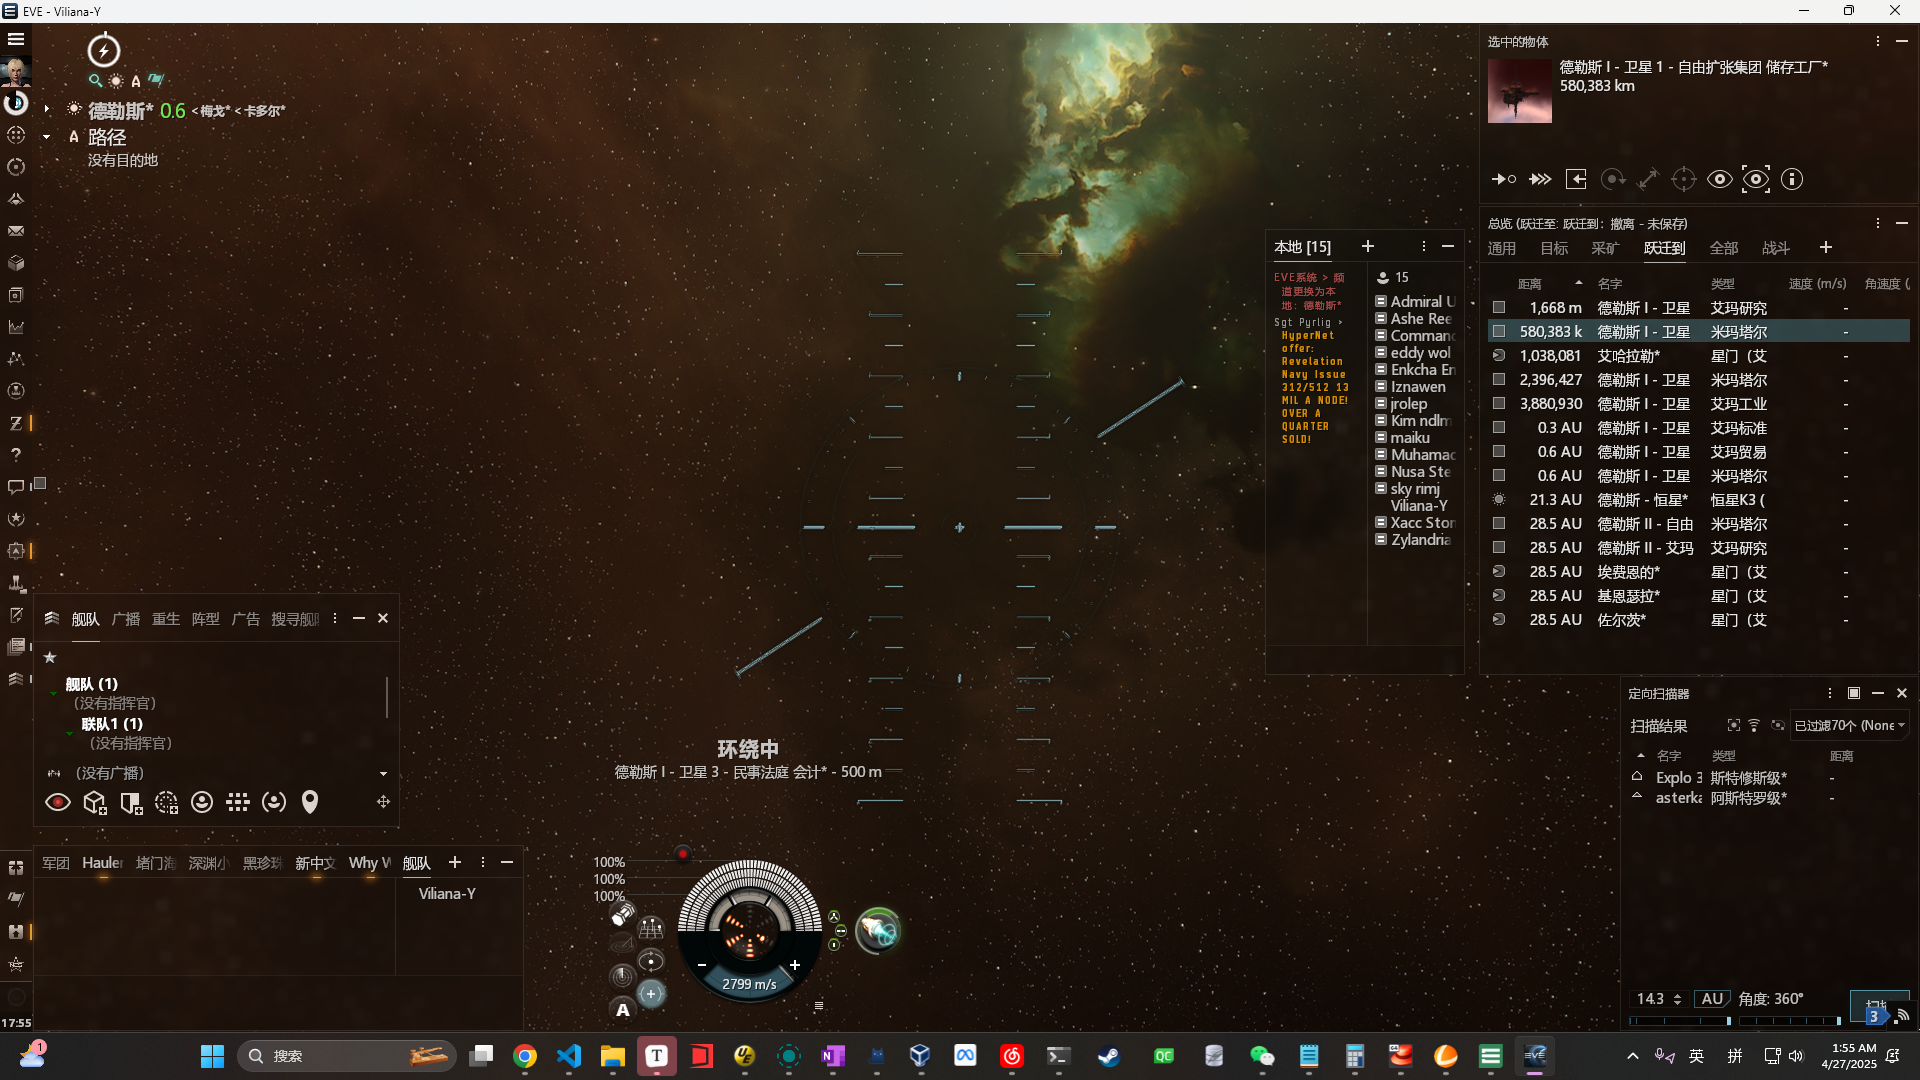 EVE - Viliana-Y
德勒斯* 0.6 < 梅戈* < 卡多尔*
路径
没有目的地
选中的物体
德勒斯 I - 卫星 1 - 自由扩张集团 储存工厂*
580,383 km
总览 (跃迁至: 跃迁到：撤离 - 未保存)
通用 目标 采矿 跃迁到 全部 战斗
距离 名字 类型 速度 (m/s) 角速度 (
1,668 m 德勒斯 I - 卫星 艾玛研究 -
580,383 k 德勒斯 I - 卫星 米玛塔尔 -
1,038,081 艾哈拉勒* 星门（艾 -
2,396,427 德勒斯 I - 卫星 米玛塔尔 -
3,880,930 德勒斯 I - 卫星 艾玛工业 -
0.3 AU 德勒斯 I - 卫星 艾玛标准 -
0.6 AU 德勒斯 I - 卫星 艾玛贸易 -
0.6 AU 德勒斯 I - 卫星 米玛塔尔 -
21.3 AU 德勒斯 - 恒星* 恒星K3 ( -
28.5 AU 德勒斯 II - 自由 米玛塔尔 -
28.5 AU 德勒斯 II - 艾玛 艾玛研究 -
28.5 AU 埃费恩的* 星门（艾 -
28.5 AU 基恩瑟拉* 星门（艾 -
28.5 AU 佐尔茨* 星门（艾 -
本地 [15]
EVE系统 > 频
道更换为本
地：德勒斯*
Sgt Pyrlig >
HyperNet
offer:
Revelation
Navy Issue
312/512 13
MIL A NODE!
OVER A
QUARTER
SOLD!
15
Admiral U
Ashe Ree
Commanc
eddy wol
Enkcha En
Iznawen
jrolep
Kim ndlm
maiku
Muhamac
Nusa Ste
sky rimj
Viliana-Y
Xacc Ston
Zylandria
舰队 广播 重生 阵型 广告 搜寻舰
舰队 (1)
（没有指挥官）
联队1 (1)
（没有指挥官）
（没有广播）
环绕中
德勒斯 I - 卫星 3 - 民事法庭 会计* - 500 m
定向扫描器
扫描结果 已过滤70个 (None
名字 类型 距离
Explo 3 斯特修斯级* -
asterka 阿斯特罗级* -
14.3 AU 角度: 360°
扫描
3
军团 Hauler 堵门海 深渊小 黑珍珠 新中文 Why W 舰队
Viliana-Y
100%
100%
100%
2799 m/s
A
17:55
1
搜索
英 拼
1:55 AM
4/27/2025